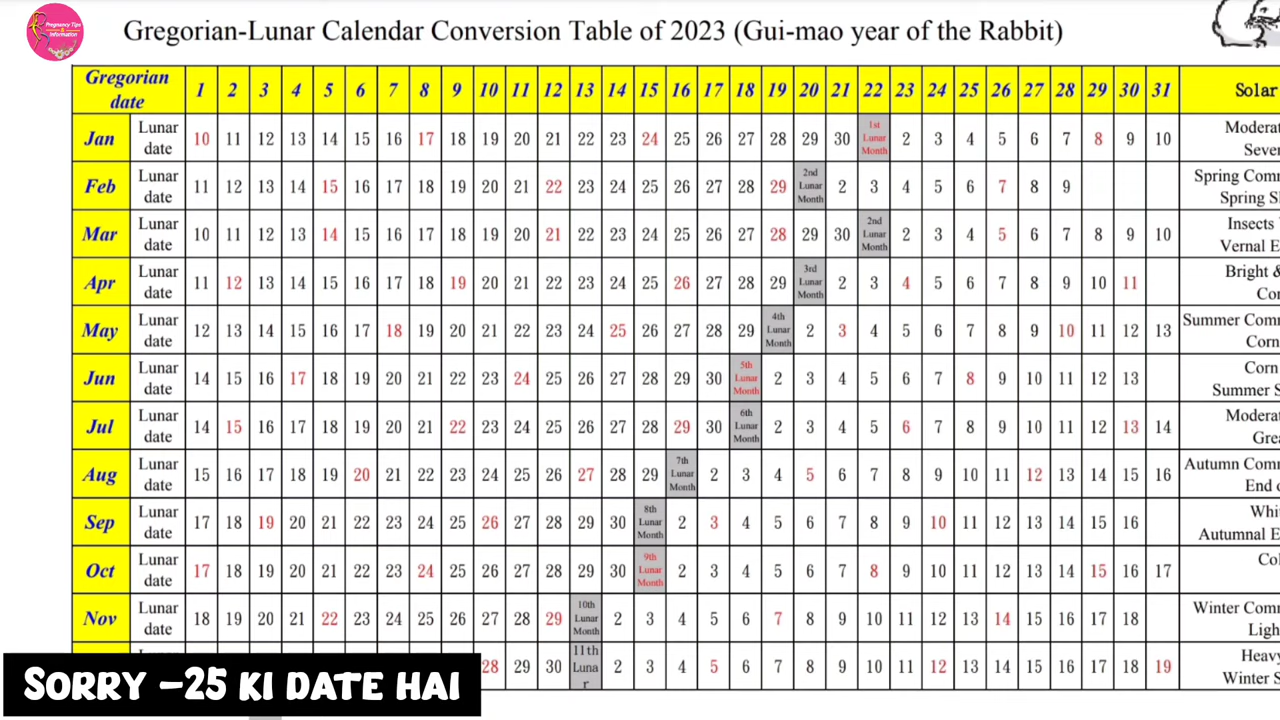 Pregnancy Tips
&
Information
Gregorian-Lunar Calendar Conversion Table of 2023 (Gui-mao year of the Rabbit)
Gregorian date 1 2 3 4 5 6 7 8 9 10 11 12 13 14 15 16 17 18 19 20 21 22 23 24 25 26 27 28 29 30 31 Solar
Jan Lunar date 10 11 12 13 14 15 16 17 18 19 20 21 22 23 24 25 26 27 28 29 30 1st Lunar Month 2 3 4 5 6 7 8 9 10 Moderat Sever
Feb Lunar date 11 12 13 14 15 16 17 18 19 20 21 22 23 24 25 26 27 28 29 2nd Lunar Month 2 3 4 5 6 7 8 9 Spring Com Spring S
Mar Lunar date 10 11 12 13 14 15 16 17 18 19 20 21 22 23 24 25 26 27 28 29 30 2nd Lunar Month 2 3 4 5 6 7 8 9 10 Insects Vernal E
Apr Lunar date 11 12 13 14 15 16 17 18 19 20 21 22 23 24 25 26 27 28 29 3rd Lunar Month 2 3 4 5 6 7 8 9 10 11 Bright & Cor
May Lunar date 12 13 14 15 16 17 18 19 20 21 22 23 24 25 26 27 28 29 4th Lunar Month 2 3 4 5 6 7 8 9 10 11 12 13 Summer Com Corn
Jun Lunar date 14 15 16 17 18 19 20 21 22 23 24 25 26 27 28 29 30 5th Lunar Month 2 3 4 5 6 7 8 9 10 11 12 13 Corn Summer S
Jul Lunar date 14 15 16 17 18 19 20 21 22 23 24 25 26 27 28 29 30 6th Lunar Month 2 3 4 5 6 7 8 9 10 11 12 13 14 Moderat Grea
Aug Lunar date 15 16 17 18 19 20 21 22 23 24 25 26 27 28 29 7th Lunar Month 2 3 4 5 6 7 8 9 10 11 12 13 14 15 16 Autumn Com End o
Sep Lunar date 17 18 19 20 21 22 23 24 25 26 27 28 29 30 8th Lunar Month 2 3 4 5 6 7 8 9 10 11 12 13 14 15 16 Whi Autumnal E
Oct Lunar date 17 18 19 20 21 22 23 24 25 26 27 28 29 30 9th Lunar Month 2 3 4 5 6 7 8 9 10 11 12 13 14 15 16 17 Col
Nov Lunar date 18 19 20 21 22 23 24 25 26 27 28 29 10th Lunar Month 2 3 4 5 6 7 8 9 10 11 12 13 14 15 16 17 18 Winter Com Ligh
28 29 30 11th Luna r 2 3 4 5 6 7 8 9 10 11 12 13 14 15 16 17 18 19 Heavy Winter S
SORRY -25 KI DATE HAI